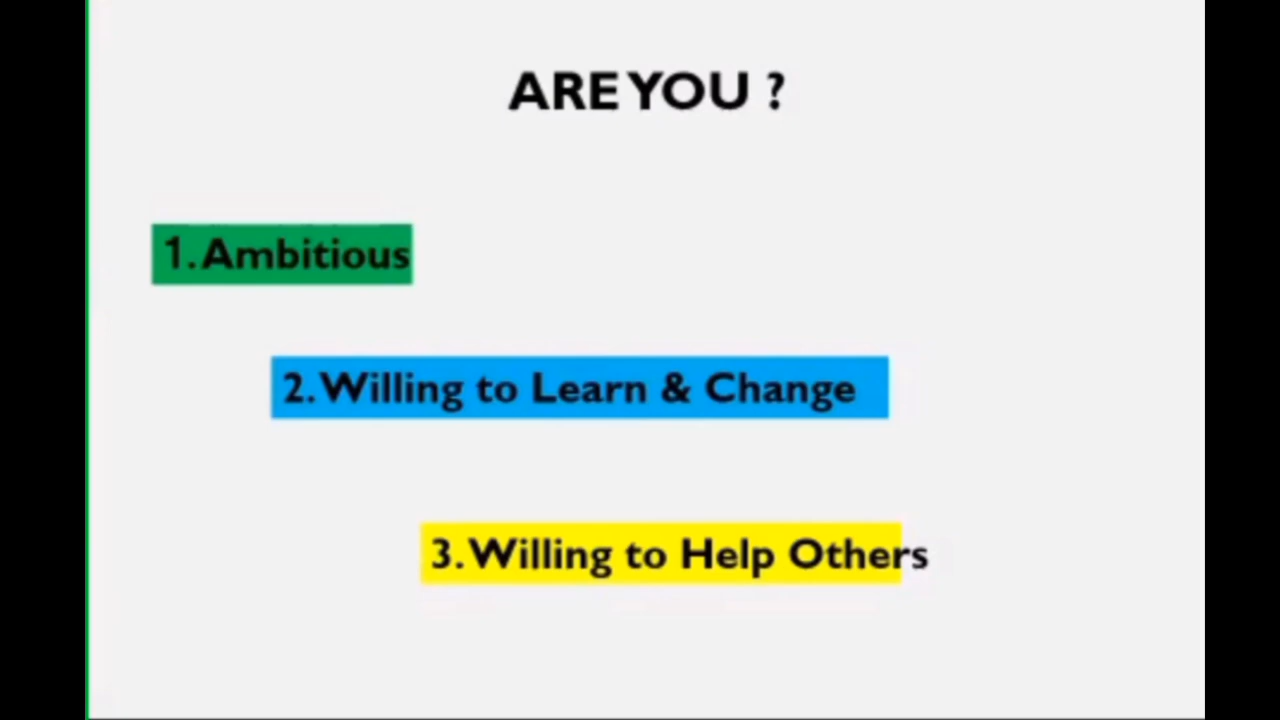 ARE YOU ?
1. Ambitious
2. Willing to Learn & Change
3. Willing to Help Others